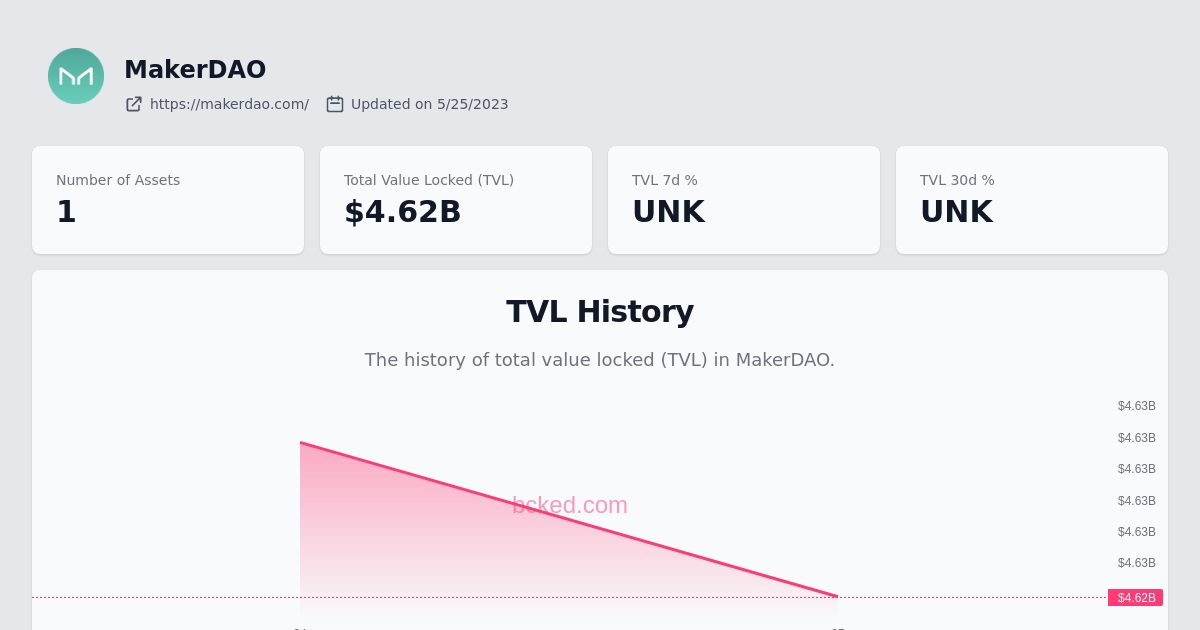 MakerDAO
https://makerdao.com/ Updated on 5/25/2023
Number of Assets
1
Total Value Locked (TVL)
$4.62B
TVL 7d %
UNK
TVL 30d %
UNK
TVL History
The history of total value locked (TVL) in MakerDAO.
$4.63B
$4.63B
$4.63B
$4.63B
bcked.com
$4.63B
$4.63B
$4.62B